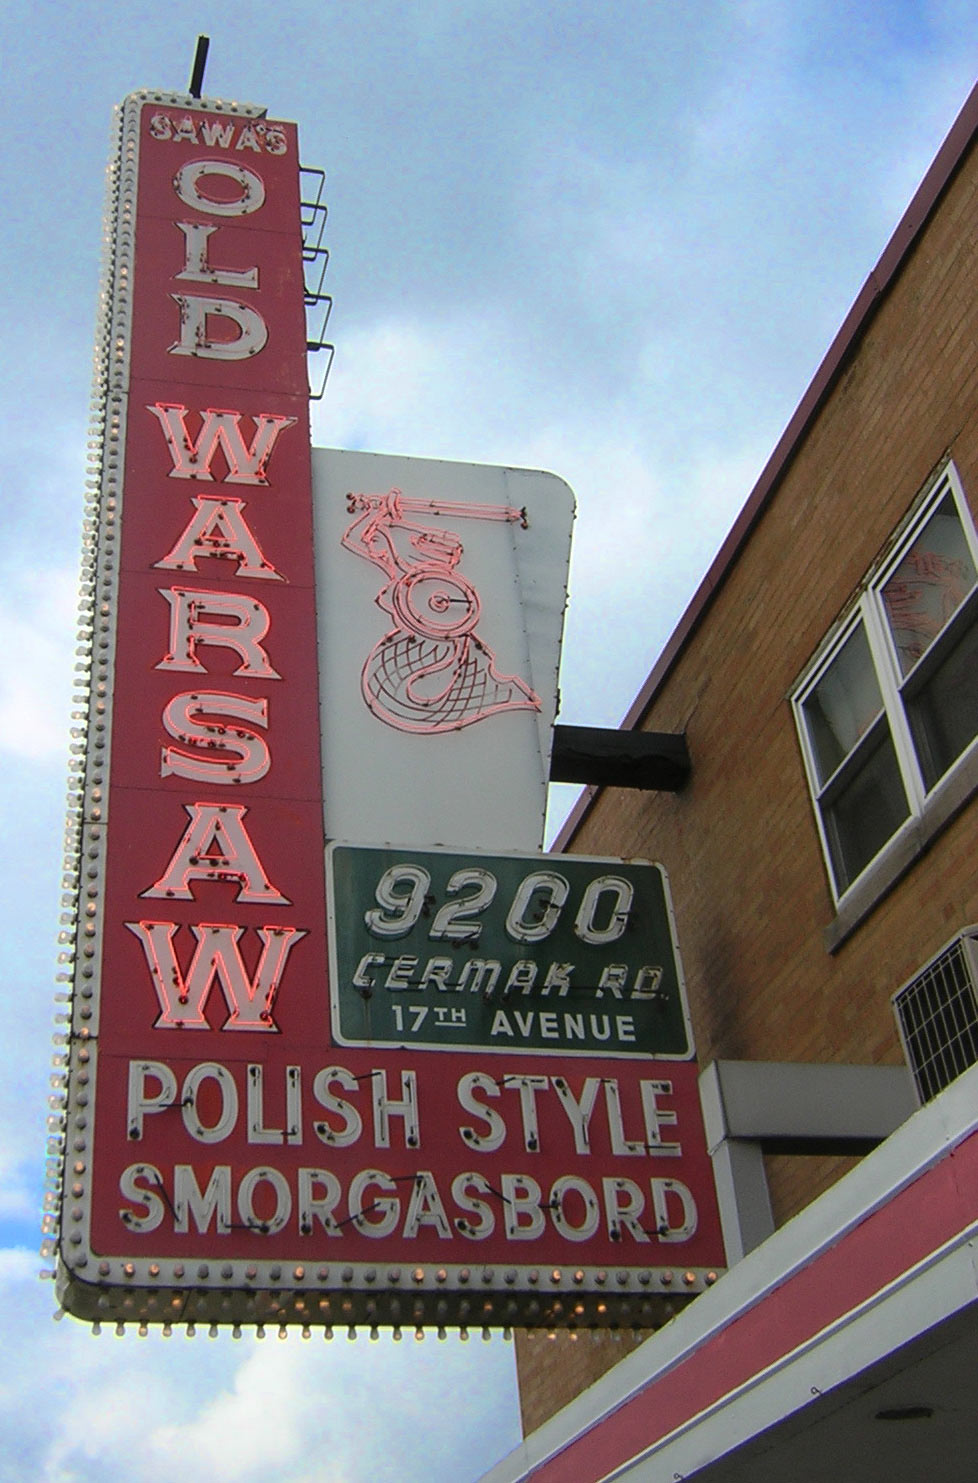 SAWA'S
OLD
WARSAW
9200
CERMAK RD.
17TH AVENUE
POLISH STYLE
SMORGASBORD